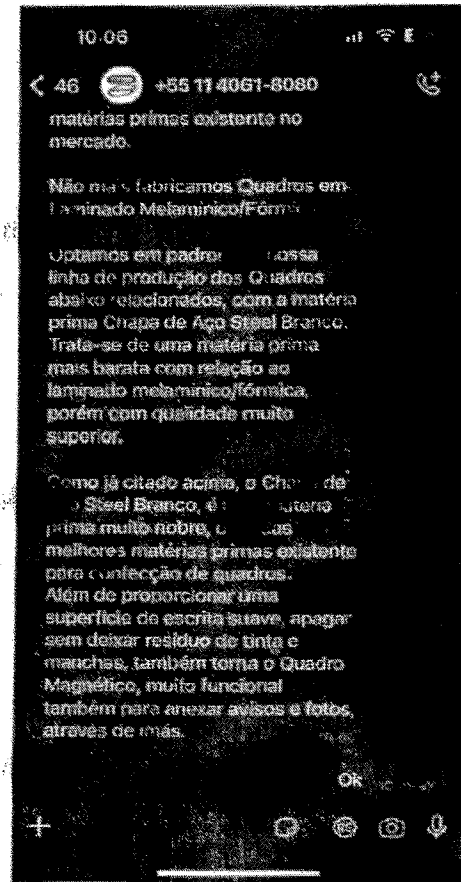 10:06
46 +55 11 4061-8080
matérias primas existente no
mercado.
Não mais fabricamos Quadros em
Laminado Melamínico/Fórmica
Optamos em nossa
linha de produção dos Quadros
abaixo relacionados, com a matéria
prima Chapa de Aço Steel Branco.
Trata-se de uma matéria prima
mais barata com relação ao
laminado melamínico/fórmica,
porém com qualidade muito
superior.
Como já citado acima, o Chapa de
Steel Branco, é
prima muito nobre,
melhores matérias primas existente
para confecção de quadros.
Além de proporcionar uma
superfície de escrita suave, apagar
sem deixar resíduo de tinta e
manchas, também torna o Quadro
Magnético, muito funcional
também para anexar avisos e fotos,
através de imãs.
Ok